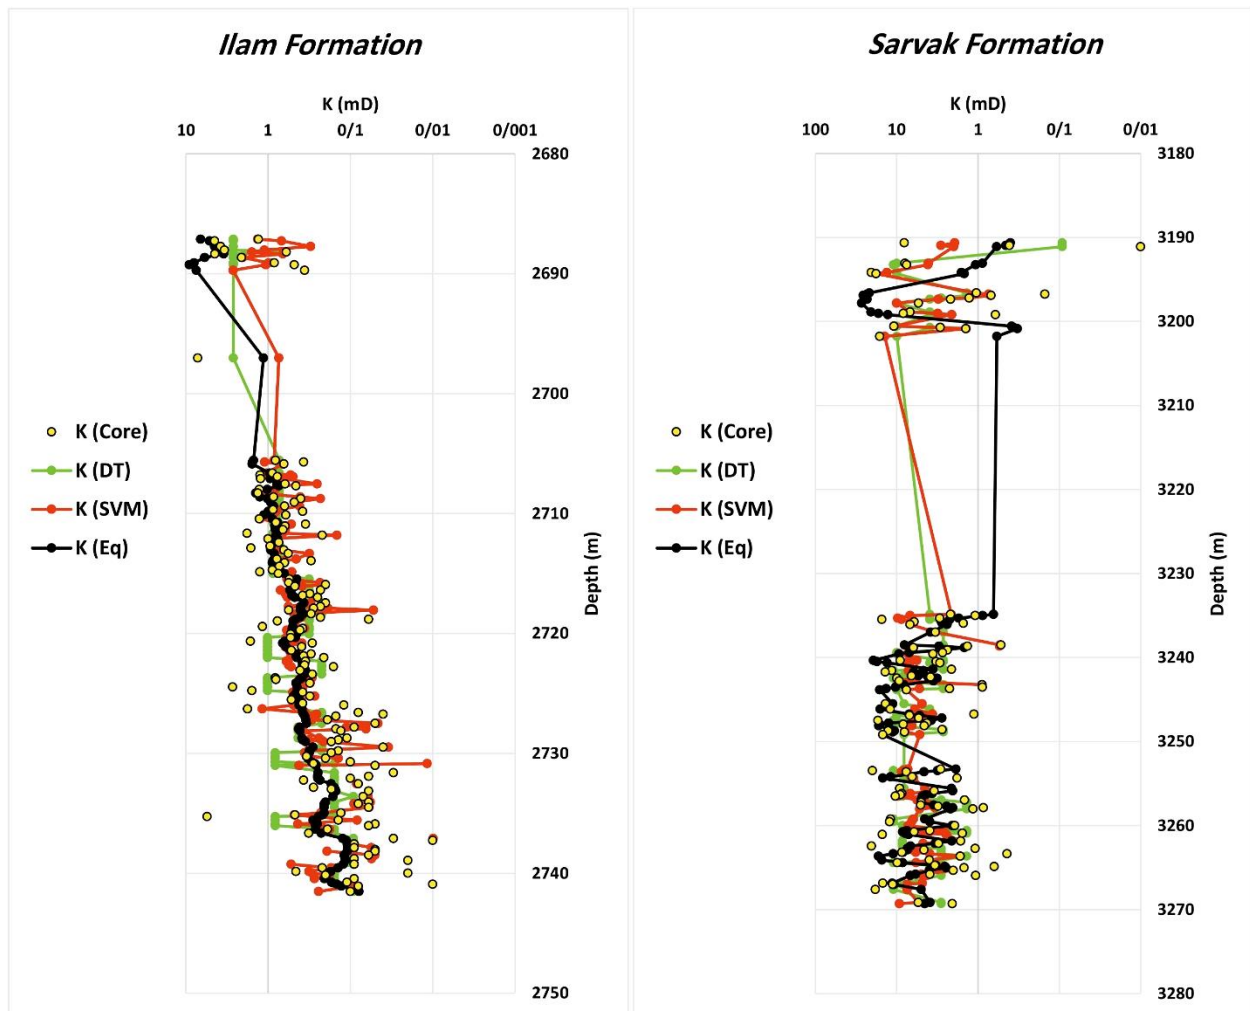 Ilam Formation
K (mD)
10 1 0/1 0/01 0/001
2680
2690
2700
2710
2720
2730
2740
2750
Depth (m)
K (Core)
K (DT)
K (SVM)
K (Eq)
Sarvak Formation
K (mD)
100 10 1 0/1 0/01
3180
3190
3200
3210
3220
3230
3240
3250
3260
3270
3280
Depth (m)
K (Core)
K (DT)
K (SVM)
K (Eq)